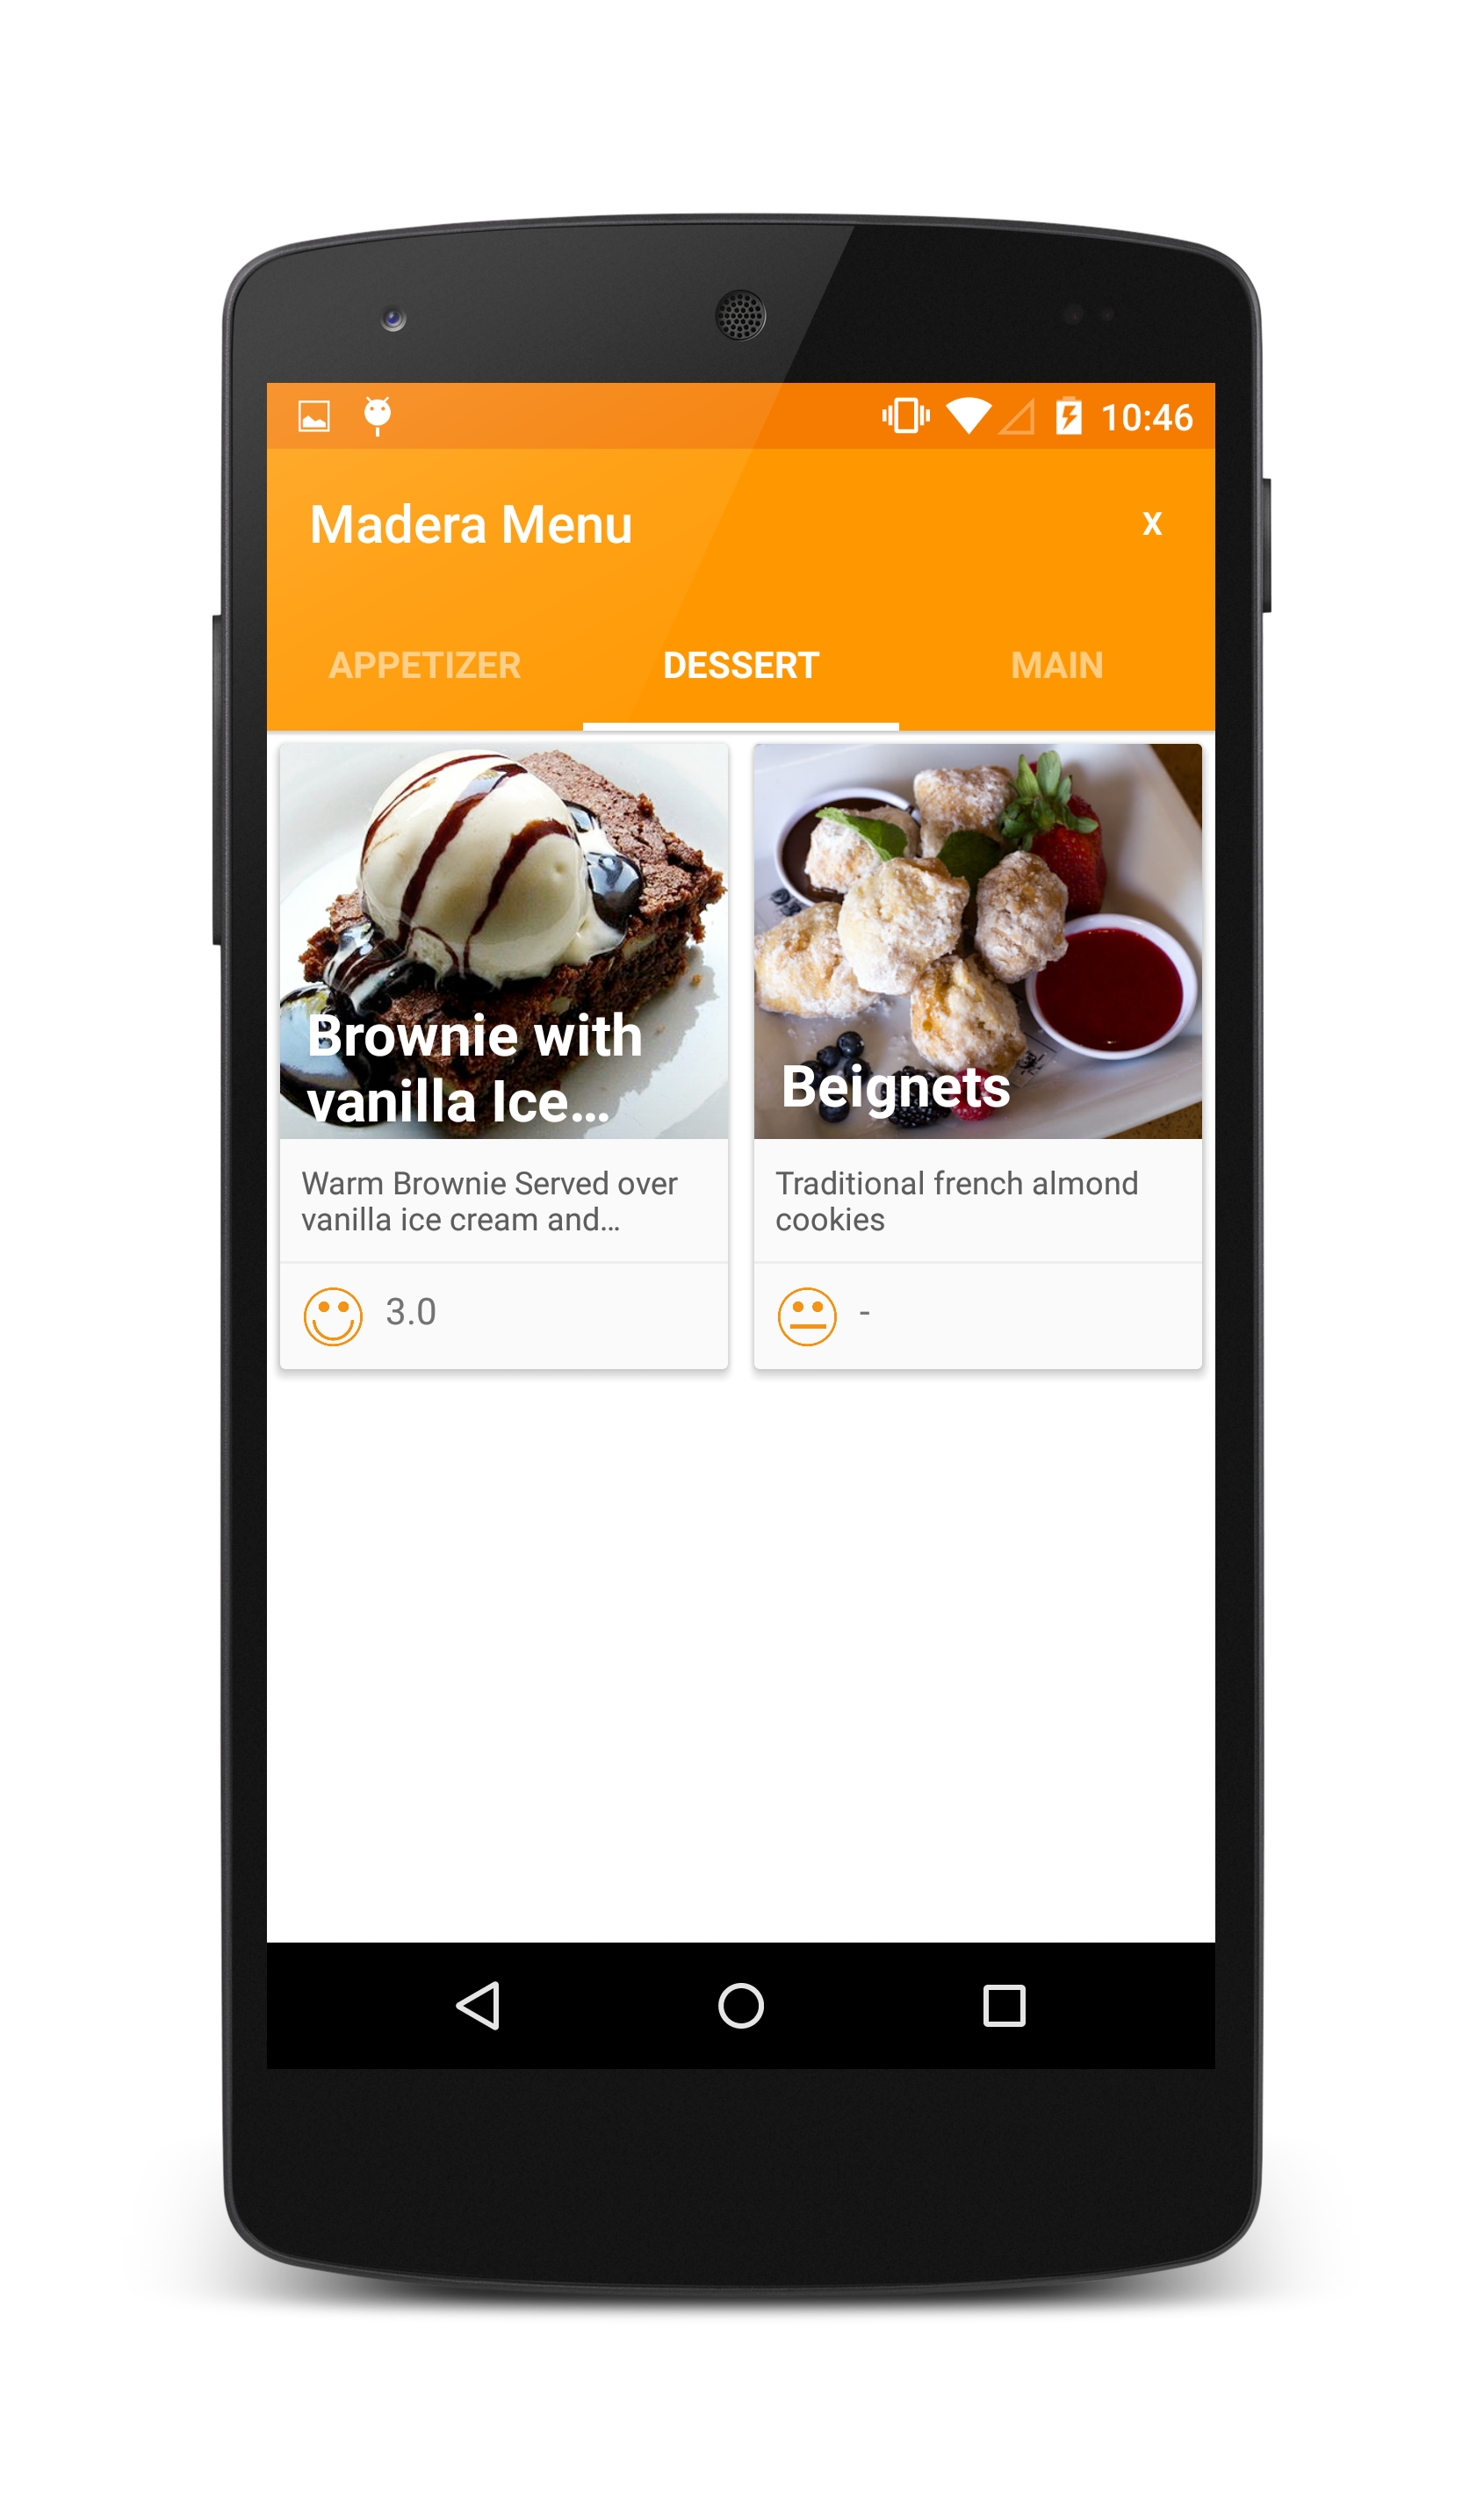 10:46
Madera Menu
X
APPETIZER DESSERT MAIN
Brownie with
vanilla Ice...
Beignets
Warm Brownie Served over
vanilla ice cream and...
Traditional french almond
cookies
3.0
-